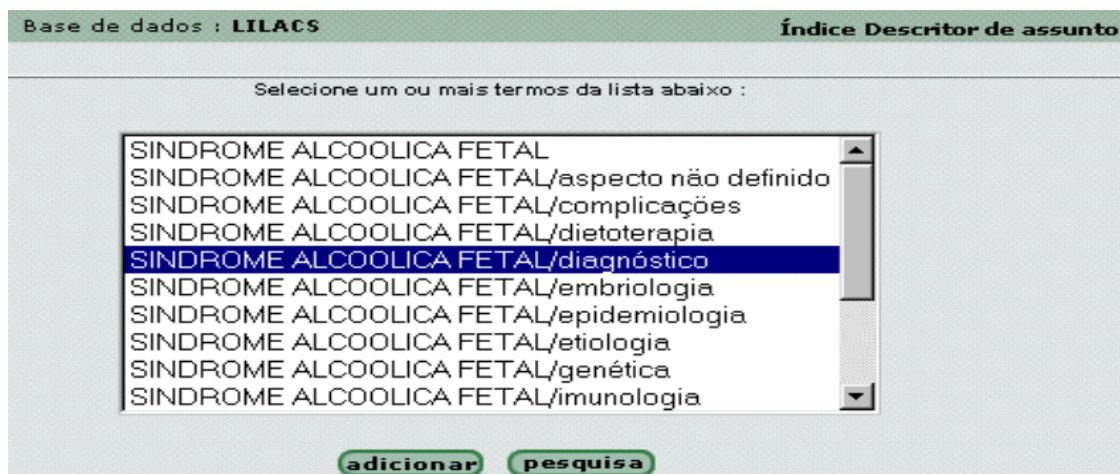 Base de dados : LILACS
Índice Descritor de assunto
Selecione um ou mais termos da lista abaixo :
SINDROME ALCOOLICA FETAL
SINDROME ALCOOLICA FETAL/aspecto näo definido
SINDROME ALCOOLICA FETAL/complicaçöes
SINDROME ALCOOLICA FETAL/dietoterapia
SINDROME ALCOOLICA FETAL/diagnóstico
SINDROME ALCOOLICA FETAL/embriologia
SINDROME ALCOOLICA FETAL/epidemiologia
SINDROME ALCOOLICA FETAL/etiologia
SINDROME ALCOOLICA FETAL/genética
SINDROME ALCOOLICA FETAL/imunologia
adicionar pesquisa